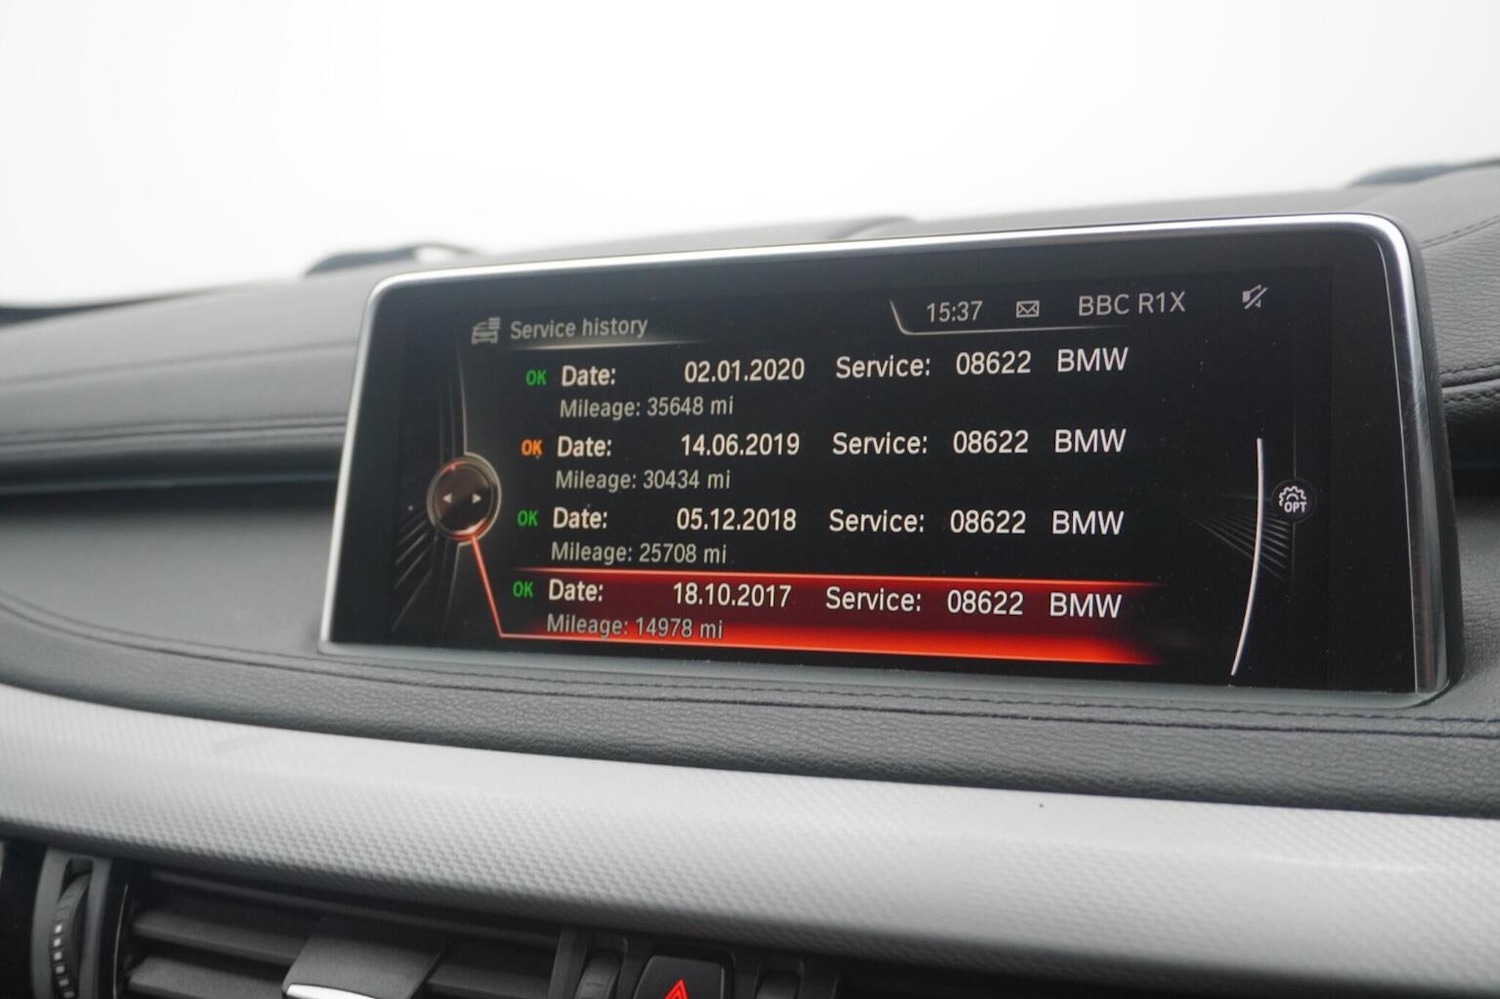 Service history
15:37 BBC R1X
OK Date: 02.01.2020 Service: 08622 BMW
Mileage: 35648 mi
OK Date: 14.06.2019 Service: 08622 BMW
Mileage: 30434 mi
OK Date: 05.12.2018 Service: 08622 BMW
Mileage: 25708 mi
OK Date: 18.10.2017 Service: 08622 BMW
Mileage: 14978 mi
OPT